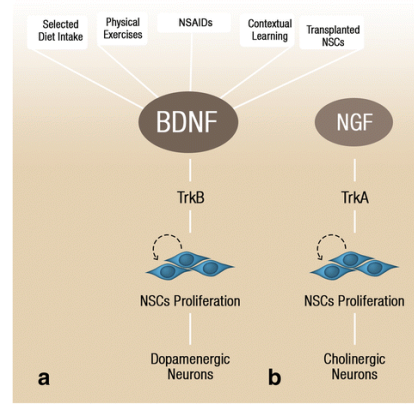 Selected
Diet Intake
Physical
Exercises
NSAIDs
Contextual
Learning
Transplanted
NSCs
BDNF
NGF
TrkB
TrkA
NSCs Proliferation
NSCs Proliferation
Dopamenergic
Neurons
Cholinergic
Neurons
a
b